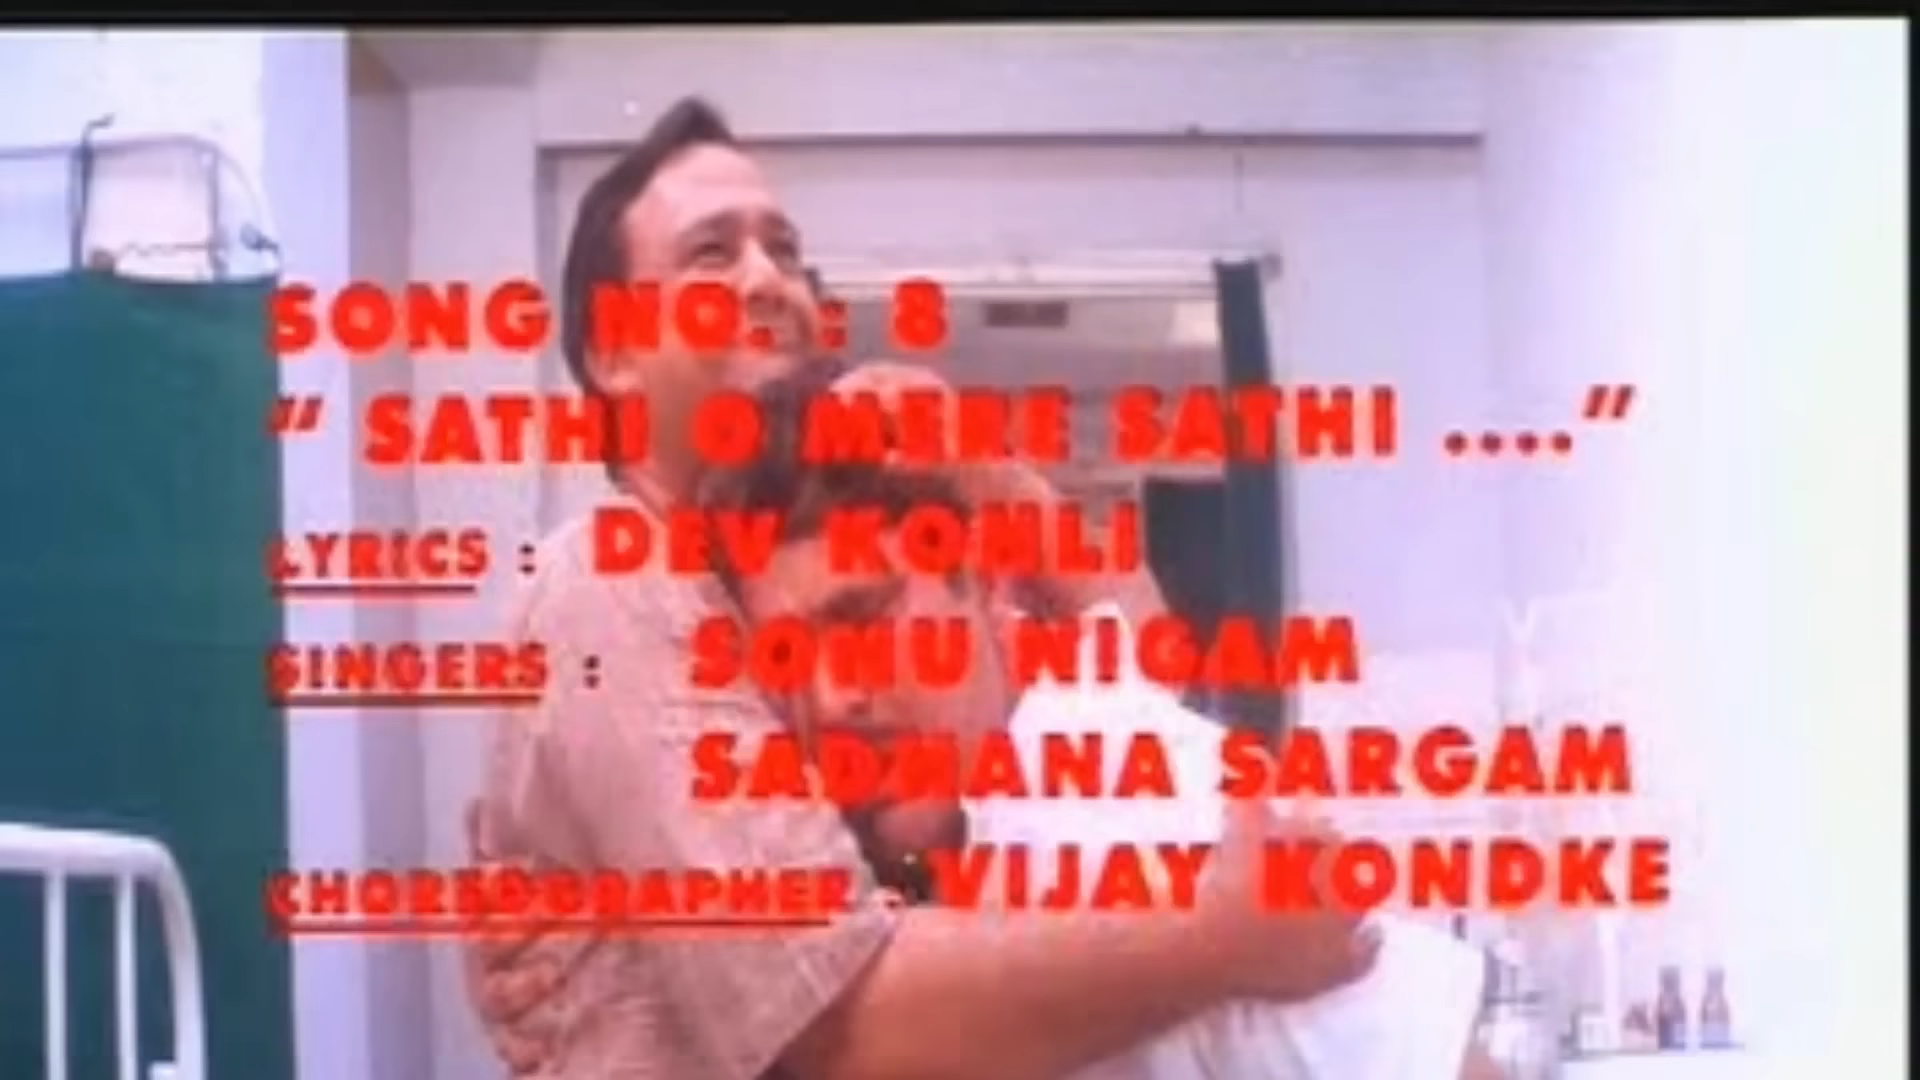 SONG NO. : 8
“ SATHI O MERE SATHI ....”
LYRICS : DEV KOHLI
SINGERS : SONU NIGAM
SADHANA SARGAM
CHOREOGRAPHER : VIJAY KONDKE